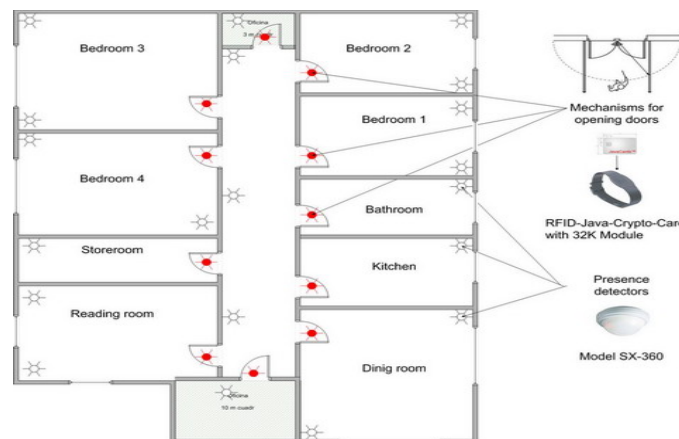 Oficina
3 m cuadr
Bedroom 3
Bedroom 2
Mechanisms for
opening doors
Bedroom 1
Bedroom 4
Bathroom
RFID-Java-Crypto-Card
with 32K Module
Storeroom
Kitchen
Presence
detectors
Reading room
Model SX-360
Dinig room
Oficina
10 m cuadr